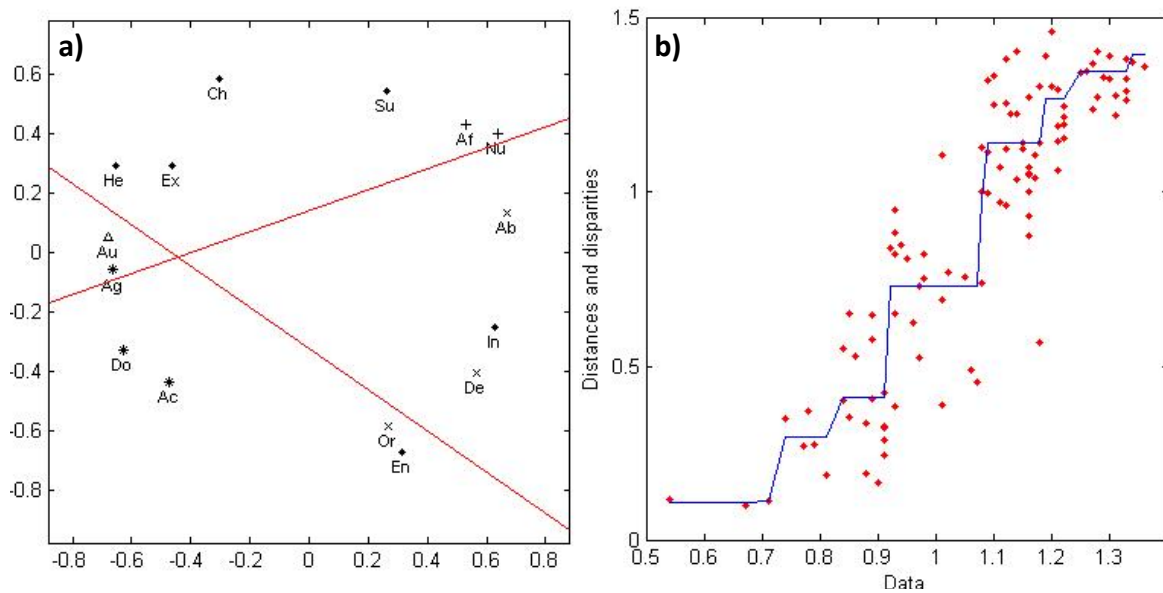 a)
0.6
0.4
0.2
0
-0.2
-0.4
-0.6
-0.8
-0.8 -0.6 -0.4 -0.2 0 0.2 0.4 0.6 0.8
Ch
Su
Af
Nu
He
Ex
Ab
Au
Ag
In
Do
De
Ac
Or
En
b)
1.5
1
0.5
0
Distances and disparities
0.5 0.6 0.7 0.8 0.9 1 1.1 1.2 1.3
Data